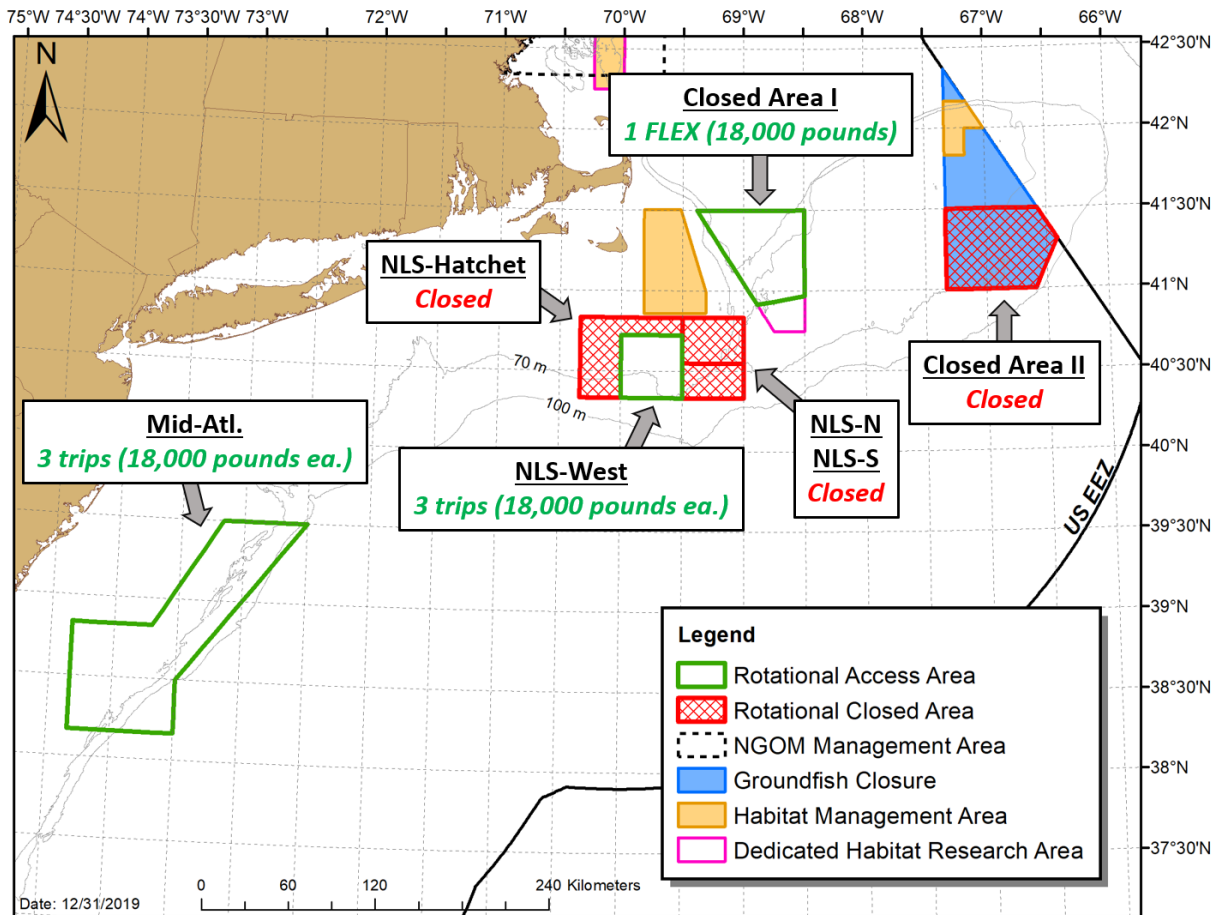 75°W 74°W 73°W 73°W 72°W 71°W 70°W 69°W 68°W 67°W 66°W
42°30'N
N
Closed Area I
1 FLEX (18,000 pounds)
42°N
41°30'N
NLS-Hatchet
Closed
41°N
70 m
40°30'N
Closed Area II
Closed
100 m
Mid-Atl.
3 trips (18,000 pounds ea.)
NLS-West
3 trips (18,000 pounds ea.)
NLS-N
NLS-S
Closed
40°N
US EEZ
39°30'N
39°N
38°30'N
38°N
37°30'N
Legend
Rotational Access Area
Rotational Closed Area
NGOM Management Area
Groundfish Closure
Habitat Management Area
Dedicated Habitat Research Area
0 60 120 240 Kilometers
Date: 12/31/2019